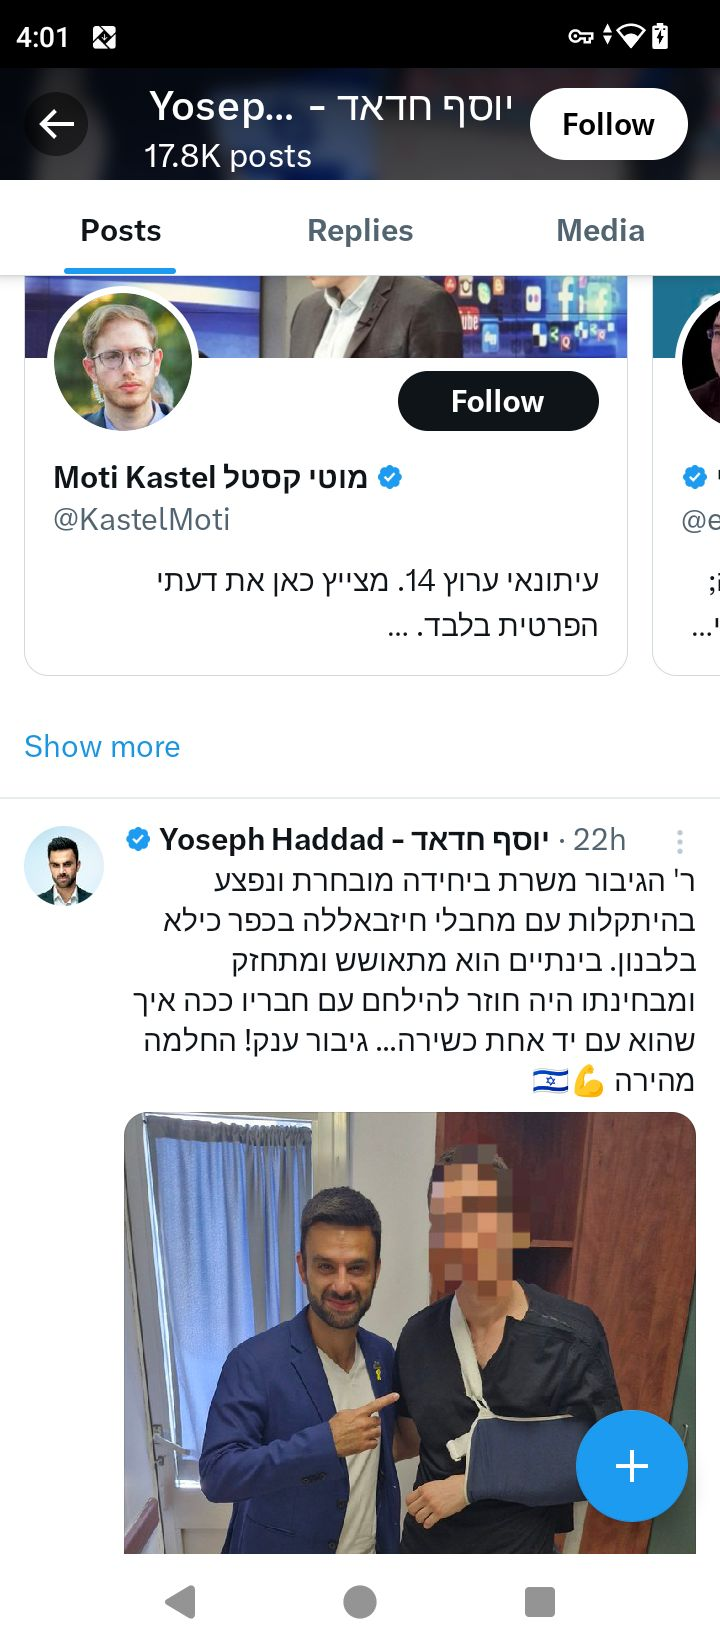 4:01
Yosep... – יוסף חדאד
17.8K posts
Follow
Posts
Replies
Media
Follow
Moti Kastel מוטי קסטל
@KastelMoti
עיתונאי ערוץ 14. מצייץ כאן את דעתי
הפרטית בלבד. ...
Show more
Yoseph Haddad - יוסף חדאד · 22h
ר' הגיבור משרת ביחידה מובחרת ונפצע
בהיתקלות עם מחבלי חיזבאללה בכפר כילא
בלבנון. בינתיים הוא מתאושש ומתחזק
ומבחינתו היה חוזר להילחם עם חבריו ככה איך
שהוא עם יד אחת כשירה... גיבור ענק! החלמה
מהירה 💪🇮🇱